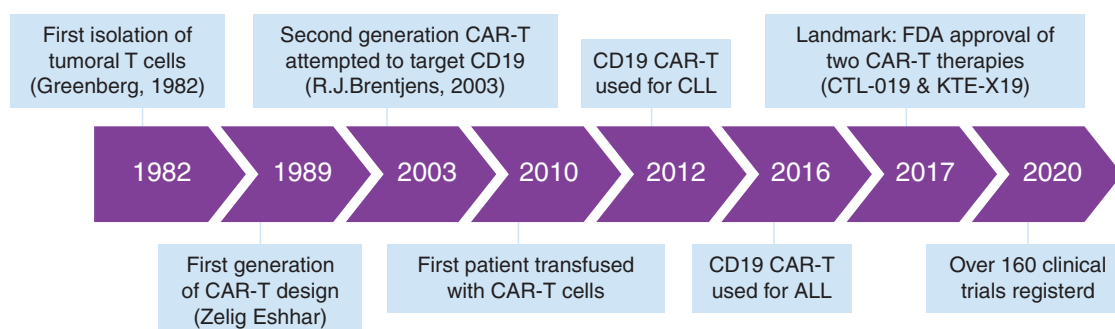 First isolation of
tumoral T cells
(Greenberg, 1982)
Second generation CAR-T
attempted to target CD19
(R.J.Brentjens, 2003)
CD19 CAR-T
used for CLL
Landmark: FDA approval of
two CAR-T therapies
(CTL-019 & KTE-X19)
1982
1989
2003
2010
2012
2016
2017
2020
First generation
of CAR-T design
(Zelig Eshhar)
First patient transfused
with CAR-T cells
CD19 CAR-T
used for ALL
Over 160 clinical
trials registerd